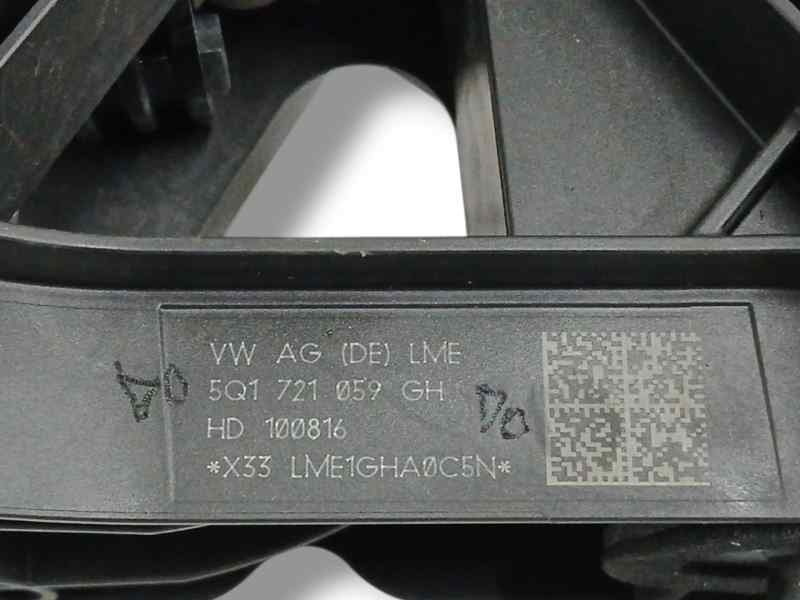 VW AG (DE) LME
5Q1 721 059 GH
HD 100816
*X33 LME1GHA0C5N*